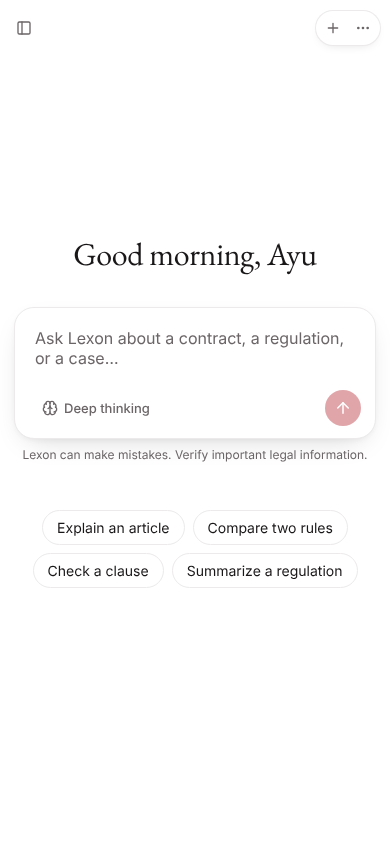 Good morning, Ayu
Ask Lexon about a contract, a regulation,
or a case...
Deep thinking
Lexon can make mistakes. Verify important legal information.
Explain an article
Compare two rules
Check a clause
Summarize a regulation